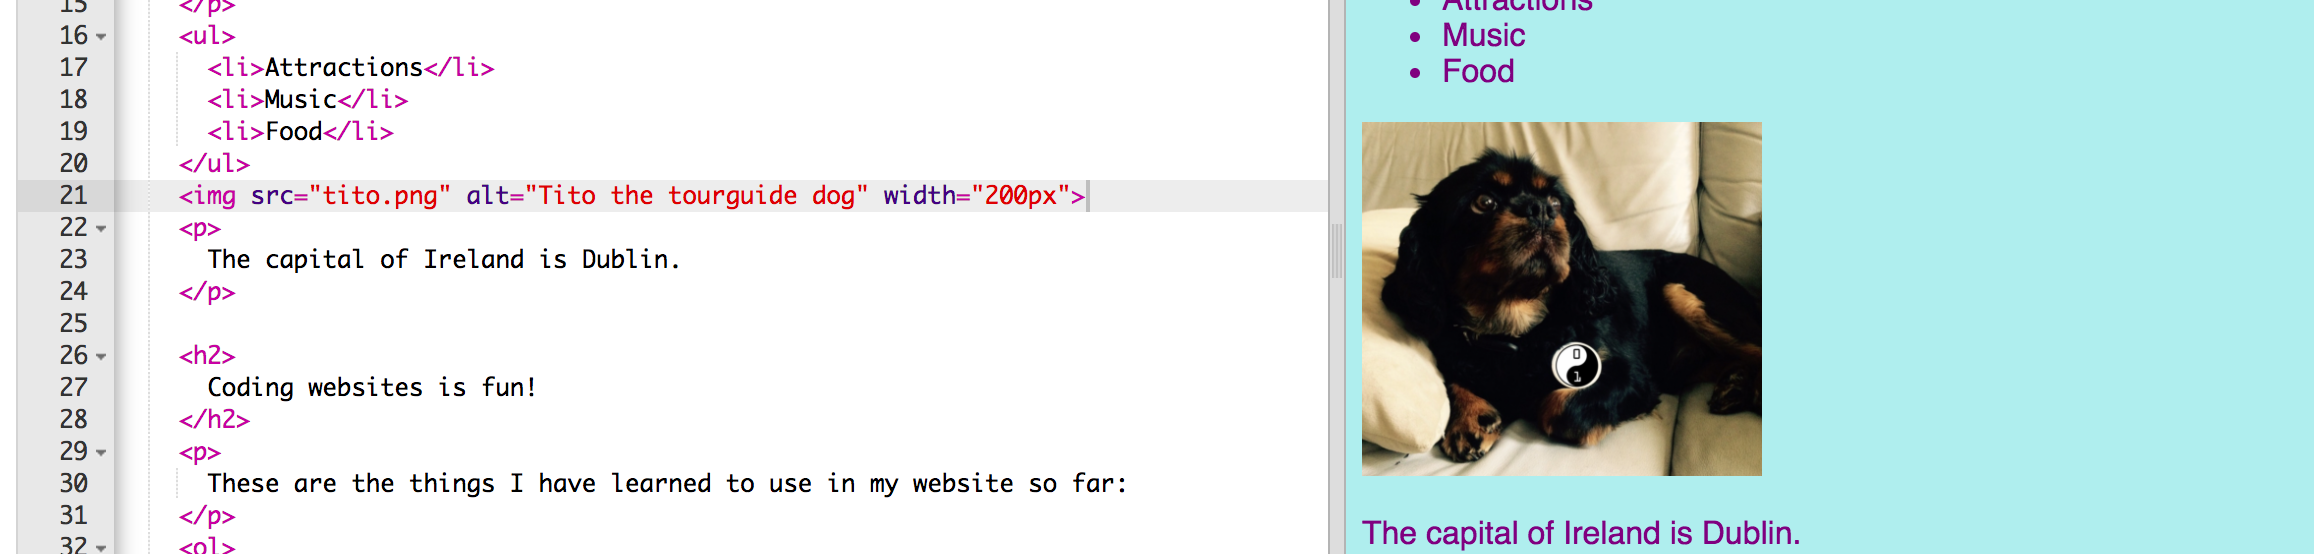 15 </p>
16 <ul>
17 <li>Attractions</li>
18 <li>Music</li>
19 <li>Food</li>
20 </ul>
21 <img src="tito.png" alt="Tito the tourguide dog" width="200px">
22 <p>
23 The capital of Ireland is Dublin.
24 </p>
25
26 <h2>
27 Coding websites is fun!
28 </h2>
29 <p>
30 These are the things I have learned to use in my website so far:
31 </p>
32 <ol>
Attractions
Music
Food
0
1
The capital of Ireland is Dublin.